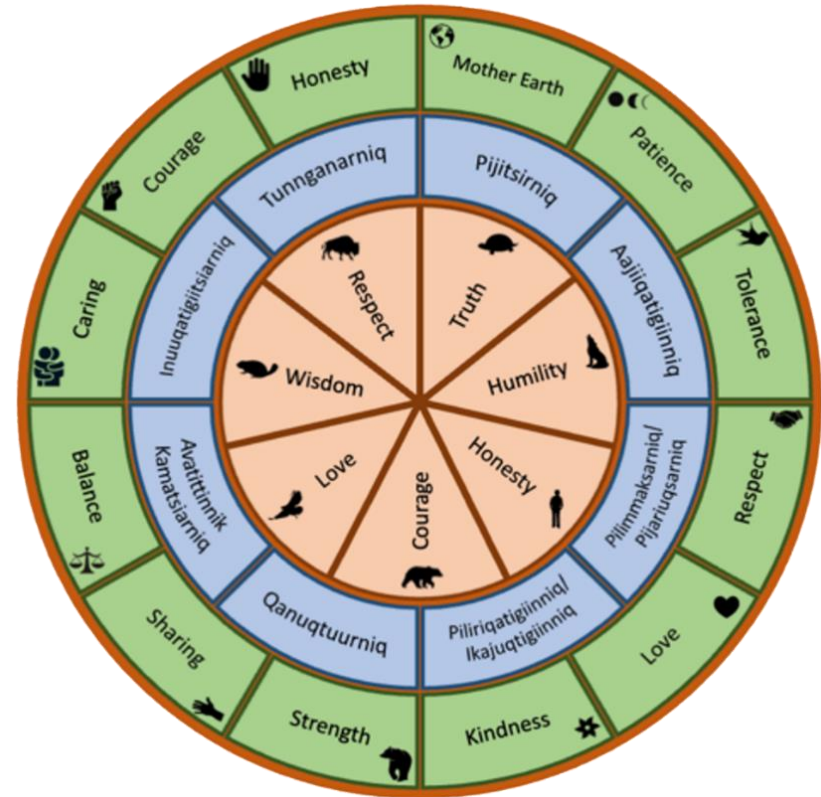 Mother Earth
Patience
Tolerance
Respect
Love
Kindness
Strength
Sharing
Balance
Caring
Courage
Honesty
Pijitsirniq
Aajiiqatigiinniq
Pilimmaksarniq/
Pijariuqsarniq
Piliriqatigiinniq/
Ikajuqtigiinniq
Qanuqtuurniq
Avatittinnik
Kamatsiarniq
Inuuqatigiitsiarniq
Tunnganarniq
Truth
Humility
Honesty
Courage
Love
Wisdom
Respect